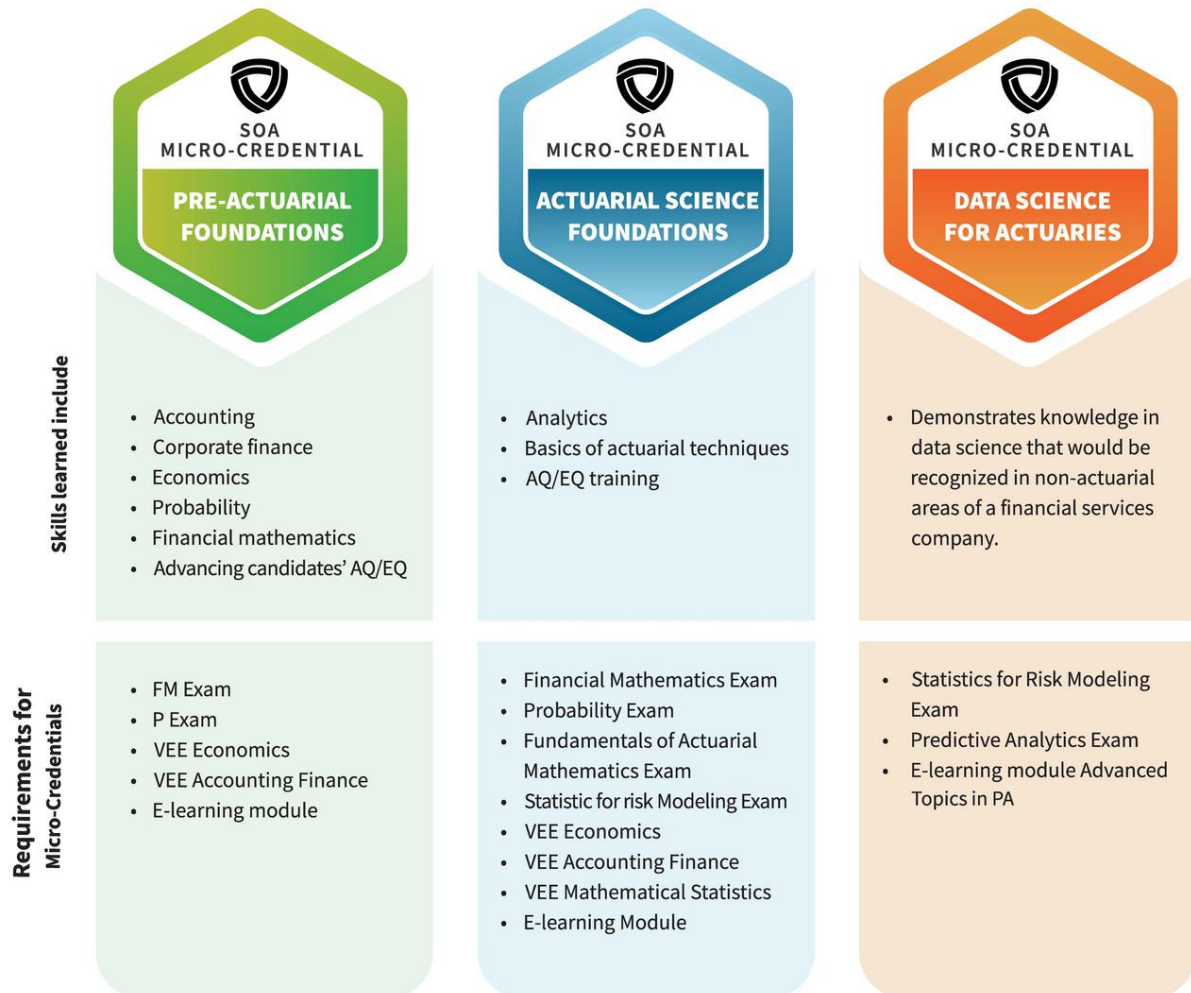 SOA
MICRO-CREDENTIAL
PRE-ACTUARIAL
FOUNDATIONS
SOA
MICRO-CREDENTIAL
ACTUARIAL SCIENCE
FOUNDATIONS
SOA
MICRO-CREDENTIAL
DATA SCIENCE
FOR ACTUARIES
Skills learned include
• Accounting
• Corporate finance
• Economics
• Probability
• Financial mathematics
• Advancing candidates' AQ/EQ
• Analytics
• Basics of actuarial techniques
• AQ/EQ training
• Demonstrates knowledge in
data science that would be
recognized in non-actuarial
areas of a financial services
company.
Requirements for
Micro-Credentials
• FM Exam
• P Exam
• VEE Economics
• VEE Accounting Finance
• E-learning module
• Financial Mathematics Exam
• Probability Exam
• Fundamentals of Actuarial
Mathematics Exam
• Statistic for risk Modeling Exam
• VEE Economics
• VEE Accounting Finance
• VEE Mathematical Statistics
• E-learning Module
• Statistics for Risk Modeling
Exam
• Predictive Analytics Exam
• E-learning module Advanced
Topics in PA